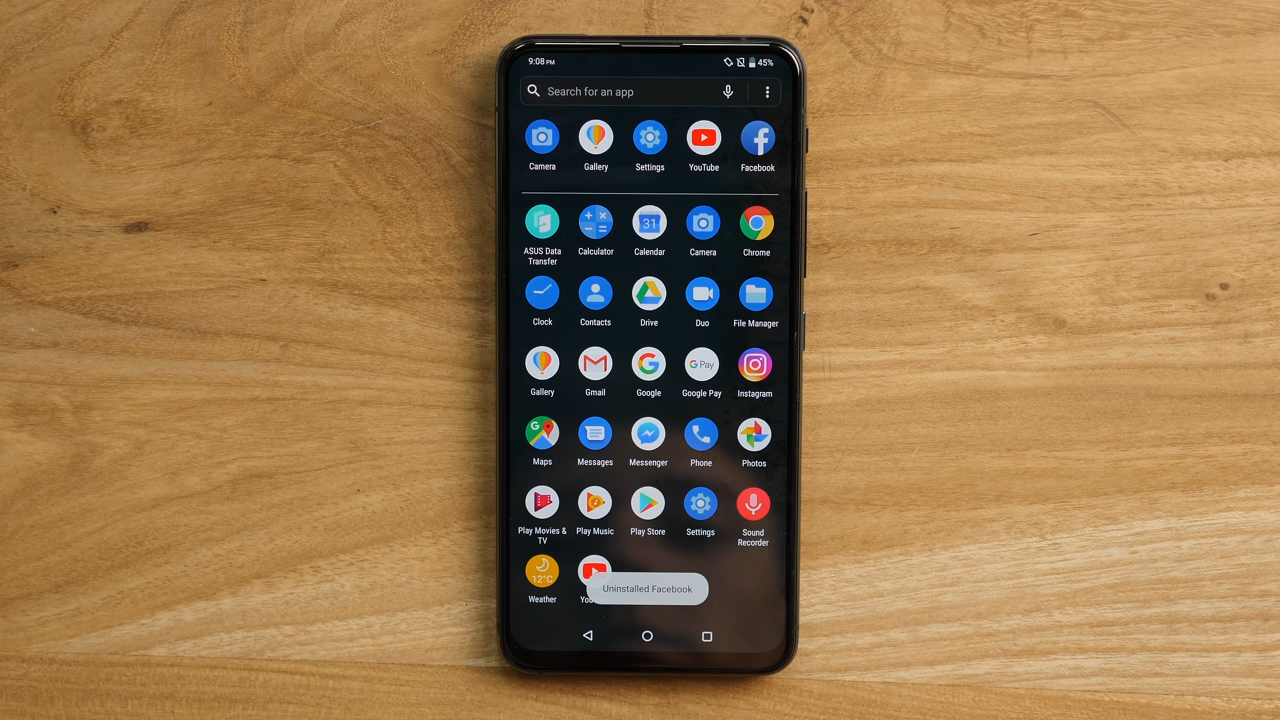 9:08 PM 45%
Search for an app
Camera Gallery Settings YouTube Facebook
ASUS Data Transfer Calculator Calendar Camera Chrome
31
Clock Contacts Drive Duo File Manager
G Pay
Gallery Gmail Google Google Pay Instagram
Maps Messages Messenger Phone Photos
Play Movies & TV Play Music Play Store Settings Sound Recorder
12°C
Weather You
Uninstalled Facebook